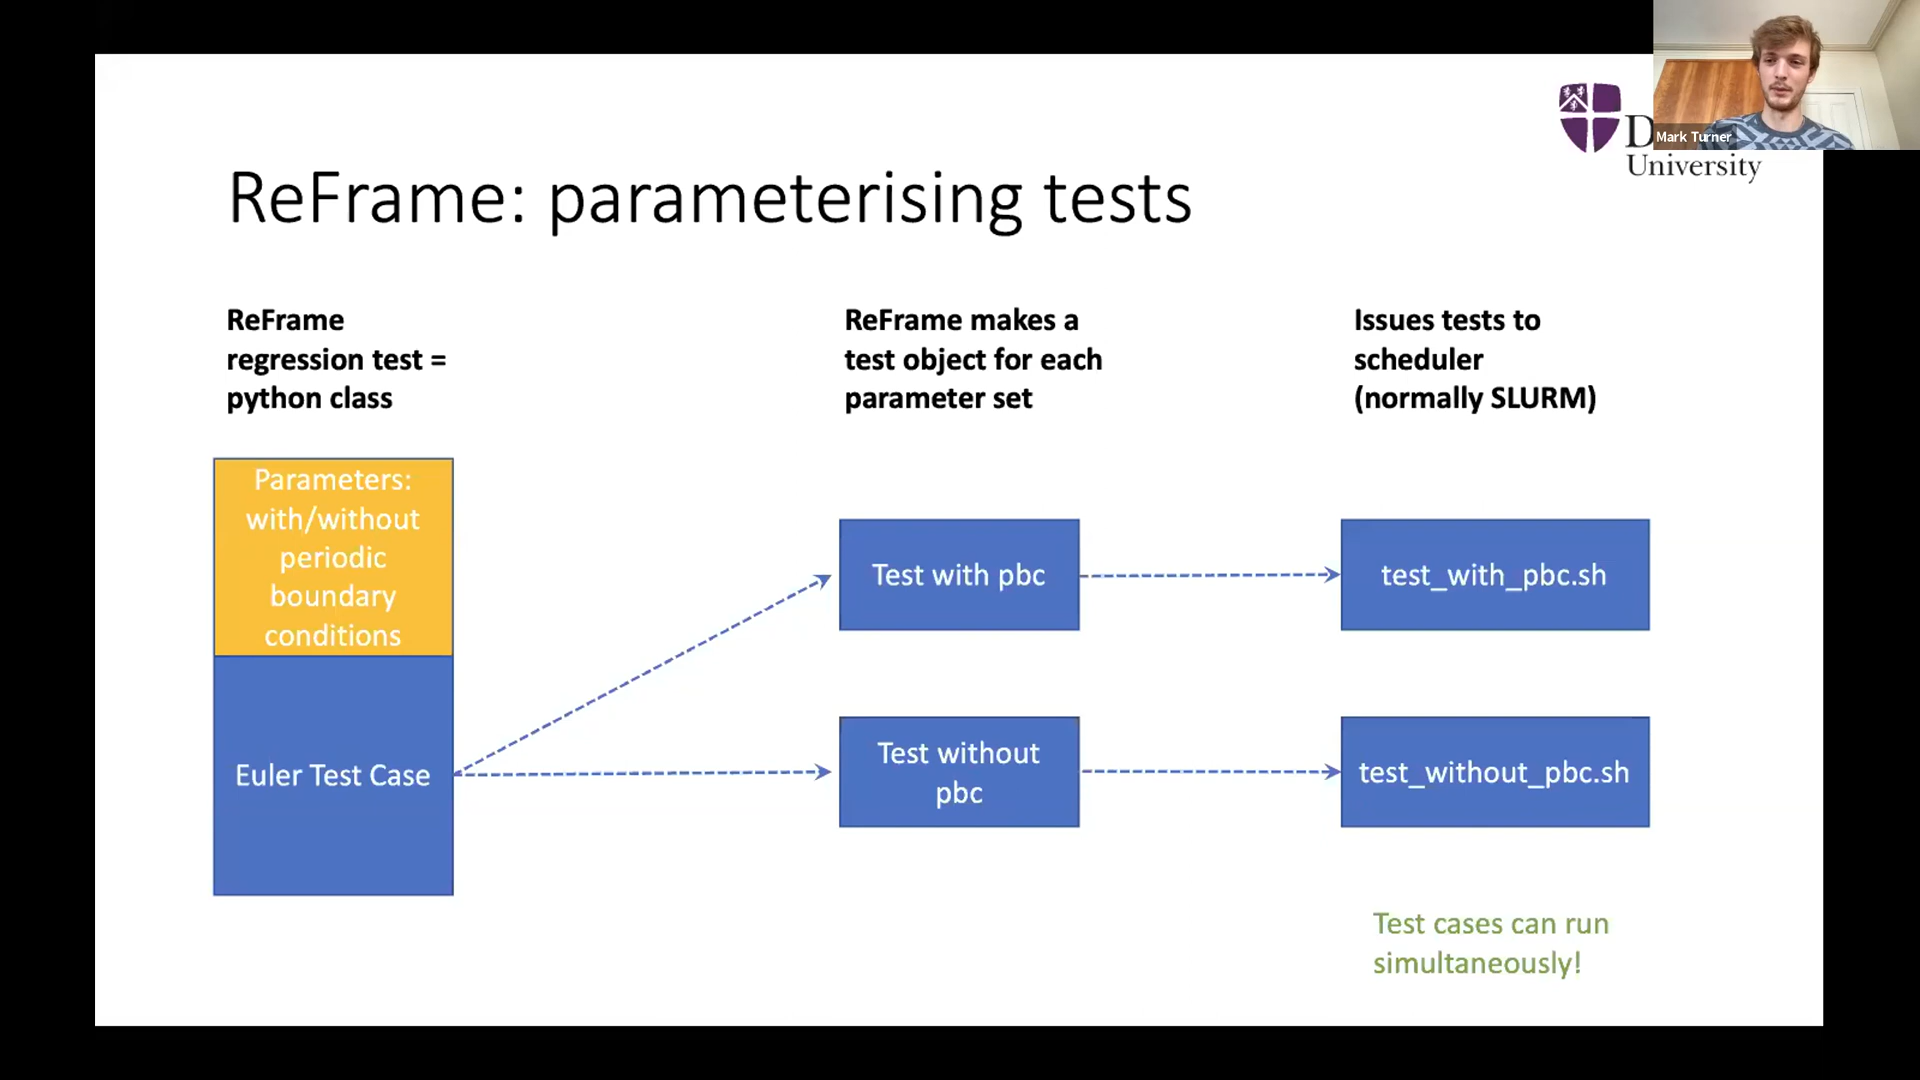 Mark Turner
D
University
ReFrame: parameterising tests
ReFrame
regression test =
python class
ReFrame makes a
test object for each
parameter set
Issues tests to
scheduler
(normally SLURM)
Parameters:
with/without
periodic
boundary
conditions
Euler Test Case
Test with pbc
test_with_pbc.sh
Test without
pbc
test_without_pbc.sh
Test cases can run
simultaneously!